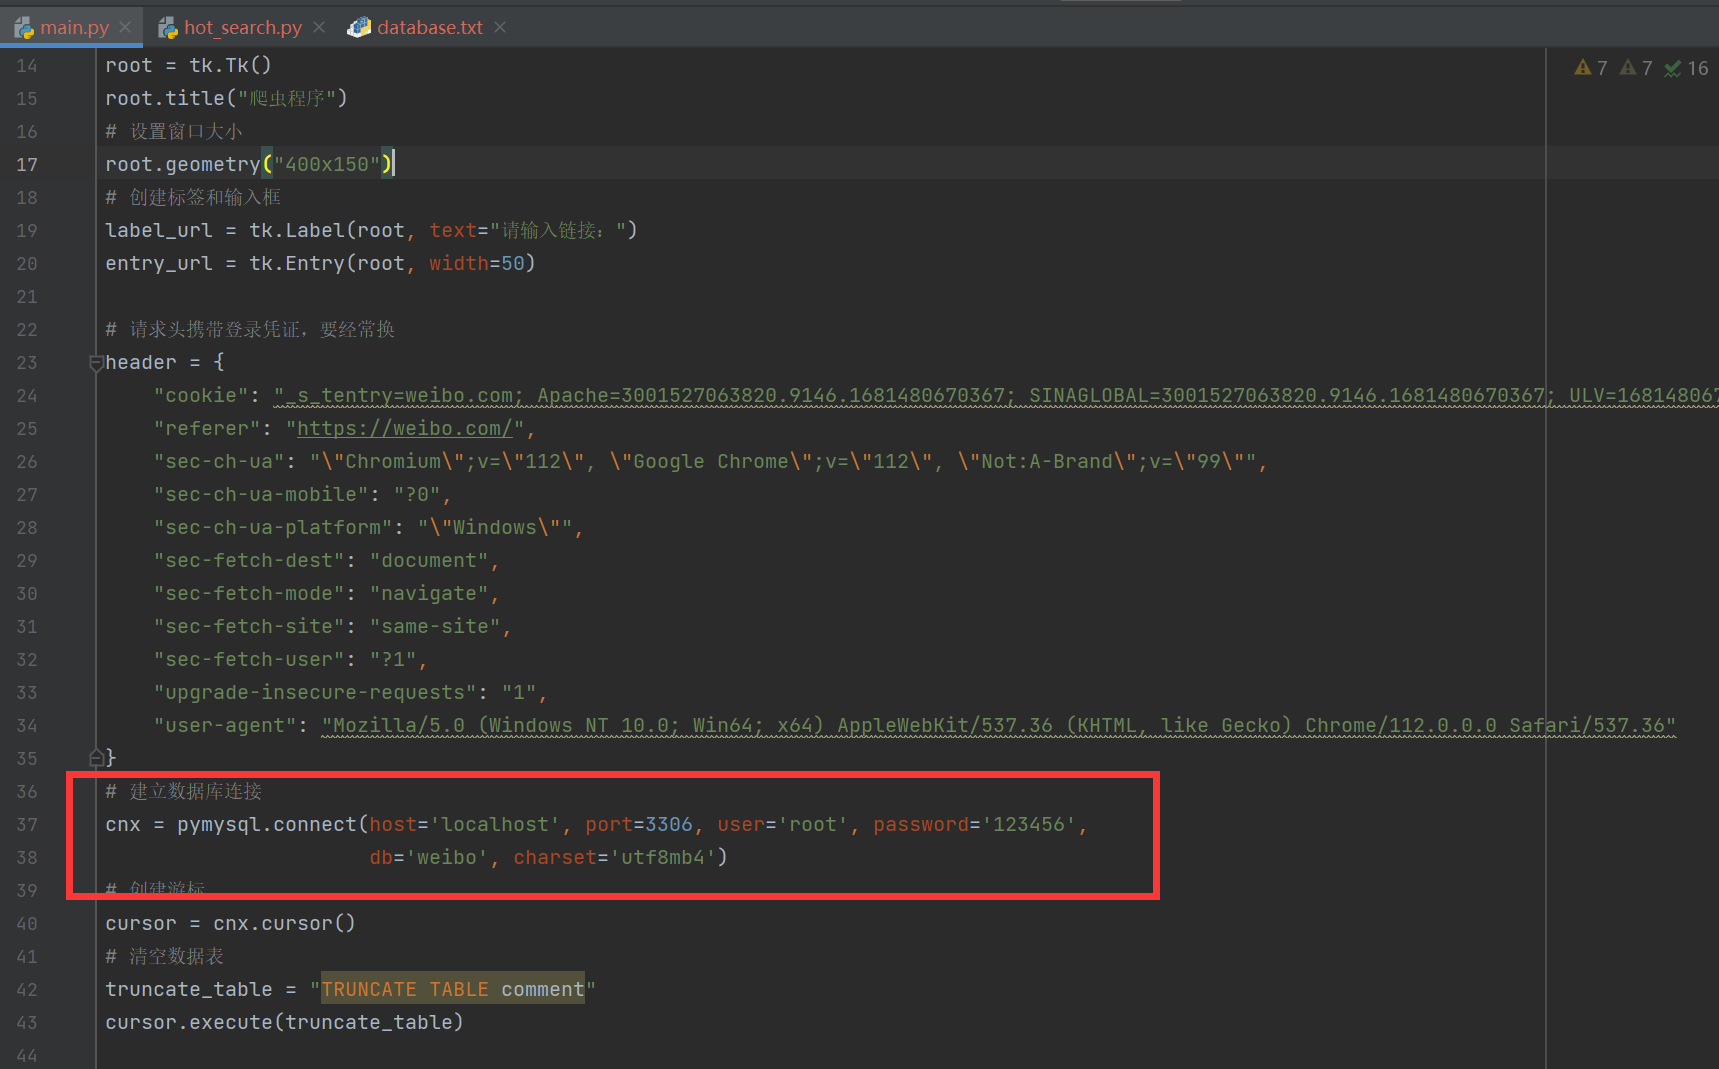 main.py
hot_search.py
database.txt
7 7 16
14 root = tk.Tk()
15 root.title("爬虫程序")
16 # 设置窗口大小
17 root.geometry("400x150")
18 # 创建标签和输入框
19 label_url = tk.Label(root, text="请输入链接：")
20 entry_url = tk.Entry(root, width=50)
21
22 # 请求头携带登录凭证，要经常换
23 header = {
24 "cookie": "_s_tentry=weibo.com; Apache=3001527063820.9146.1681480670367; SINAGLOBAL=3001527063820.9146.1681480670367; ULV=168148067
25 "referer": "https://weibo.com/",
26 "sec-ch-ua": "\"Chromium\";v=\"112\", \"Google Chrome\";v=\"112\", \"Not:A-Brand\";v=\"99\"",
27 "sec-ch-ua-mobile": "?0",
28 "sec-ch-ua-platform": "\"Windows\"",
29 "sec-fetch-dest": "document",
30 "sec-fetch-mode": "navigate",
31 "sec-fetch-site": "same-site",
32 "sec-fetch-user": "?1",
33 "upgrade-insecure-requests": "1",
34 "user-agent": "Mozilla/5.0 (Windows NT 10.0; Win64; x64) AppleWebKit/537.36 (KHTML, like Gecko) Chrome/112.0.0.0 Safari/537.36"
35 }
36 # 建立数据库连接
37 cnx = pymysql.connect(host='localhost', port=3306, user='root', password='123456',
38 db='weibo', charset='utf8mb4')
39 # 创建游标
40 cursor = cnx.cursor()
41 # 清空数据表
42 truncate_table = "TRUNCATE TABLE comment"
43 cursor.execute(truncate_table)
44